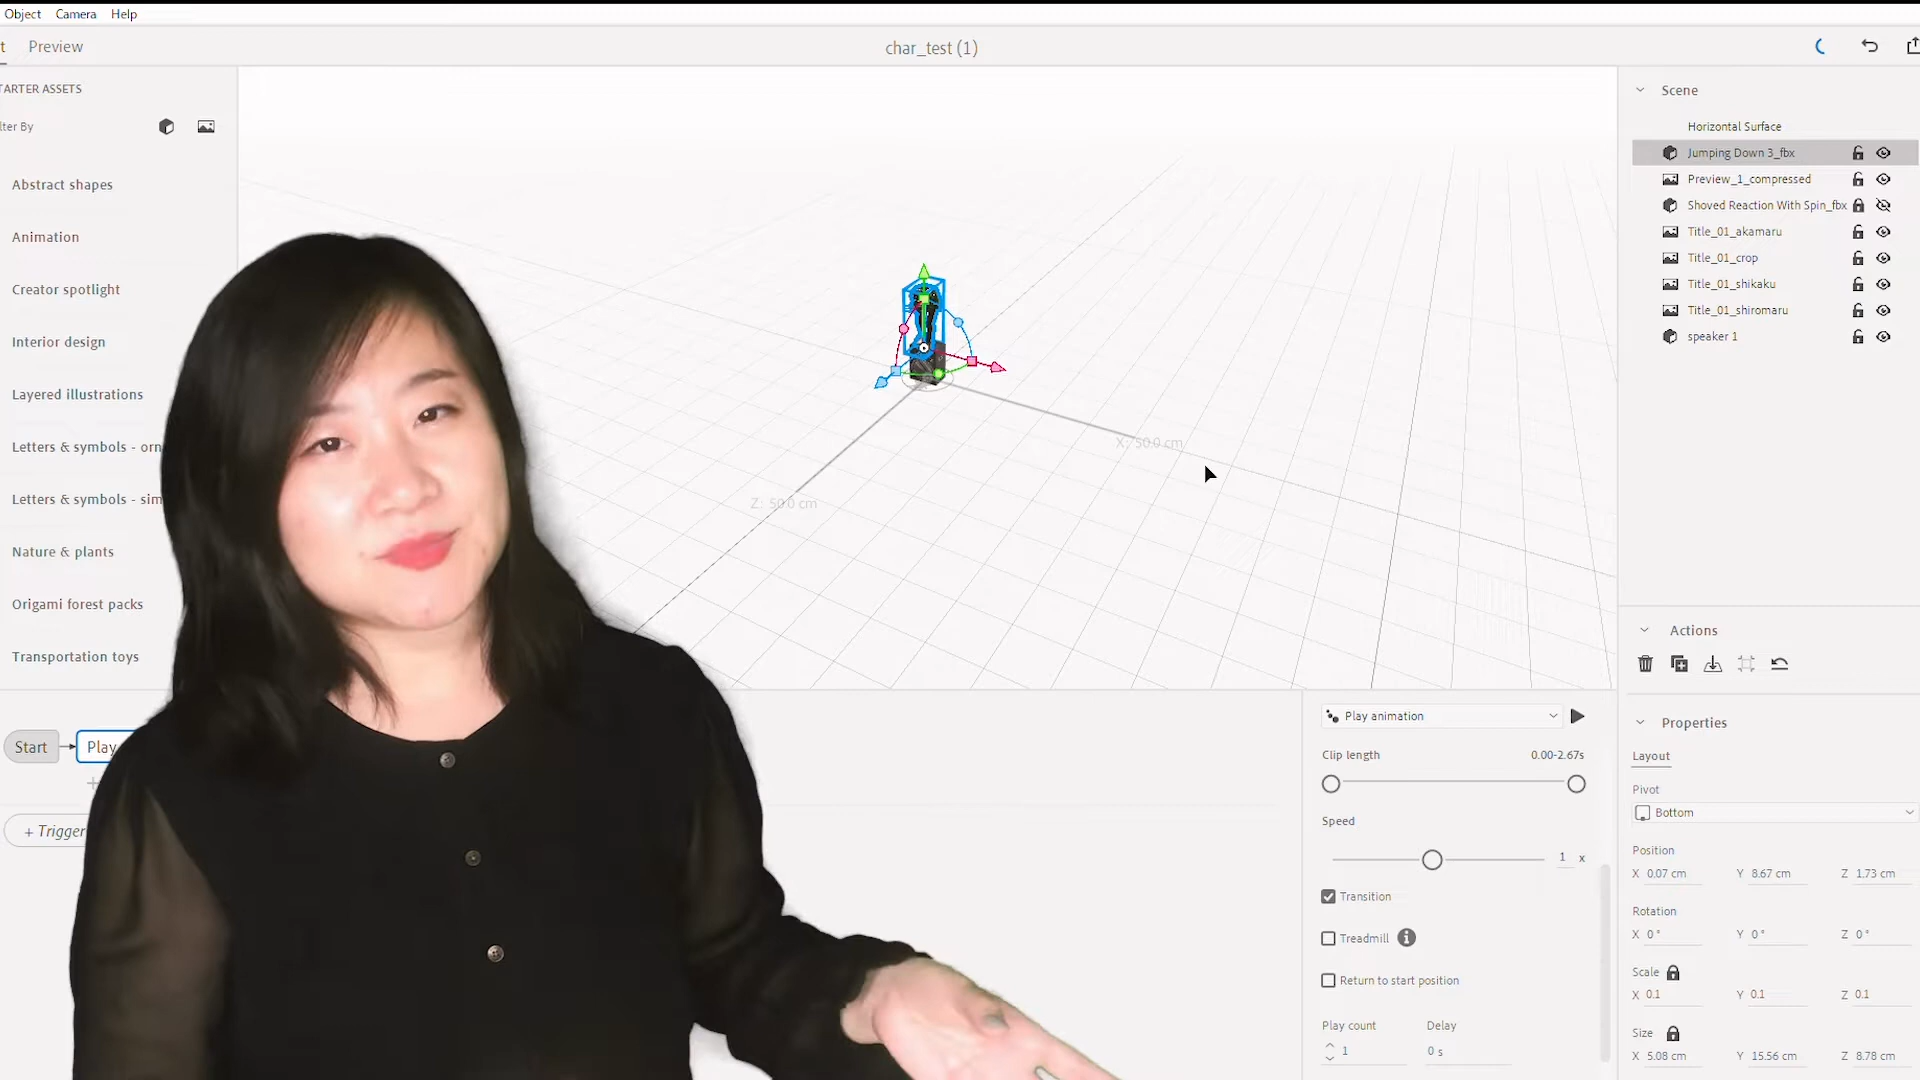 Object Camera Help
t Preview
char_test (1)
TARTER ASSETS
lter By
Abstract shapes
Animation
Creator spotlight
Interior design
Layered illustrations
Letters & symbols - orn
Letters & symbols - sim
Nature & plants
Origami forest packs
Transportation toys
X: 50.0 cm
Z: 50.0 cm
Scene
Horizontal Surface
Jumping Down 3_fbx
Preview_1_compressed
Shoved Reaction With Spin_fbx
Title_01_akamaru
Title_01_crop
Title_01_shikaku
Title_01_shiromaru
speaker 1
Actions
Start
Play
+ Trigger
Play animation
Clip length 0.00-2.67s
Speed
1 x
Transition
Treadmill
Return to start position
Play count Delay
1 0 s
Properties
Layout
Pivot
Bottom
Position
X 0.07 cm Y 8.67 cm Z 1.73 cm
Rotation
X 0° Y 0° Z 0°
Scale
X 0.1 Y 0.1 Z 0.1
Size
X 5.08 cm Y 15.56 cm Z 8.78 cm